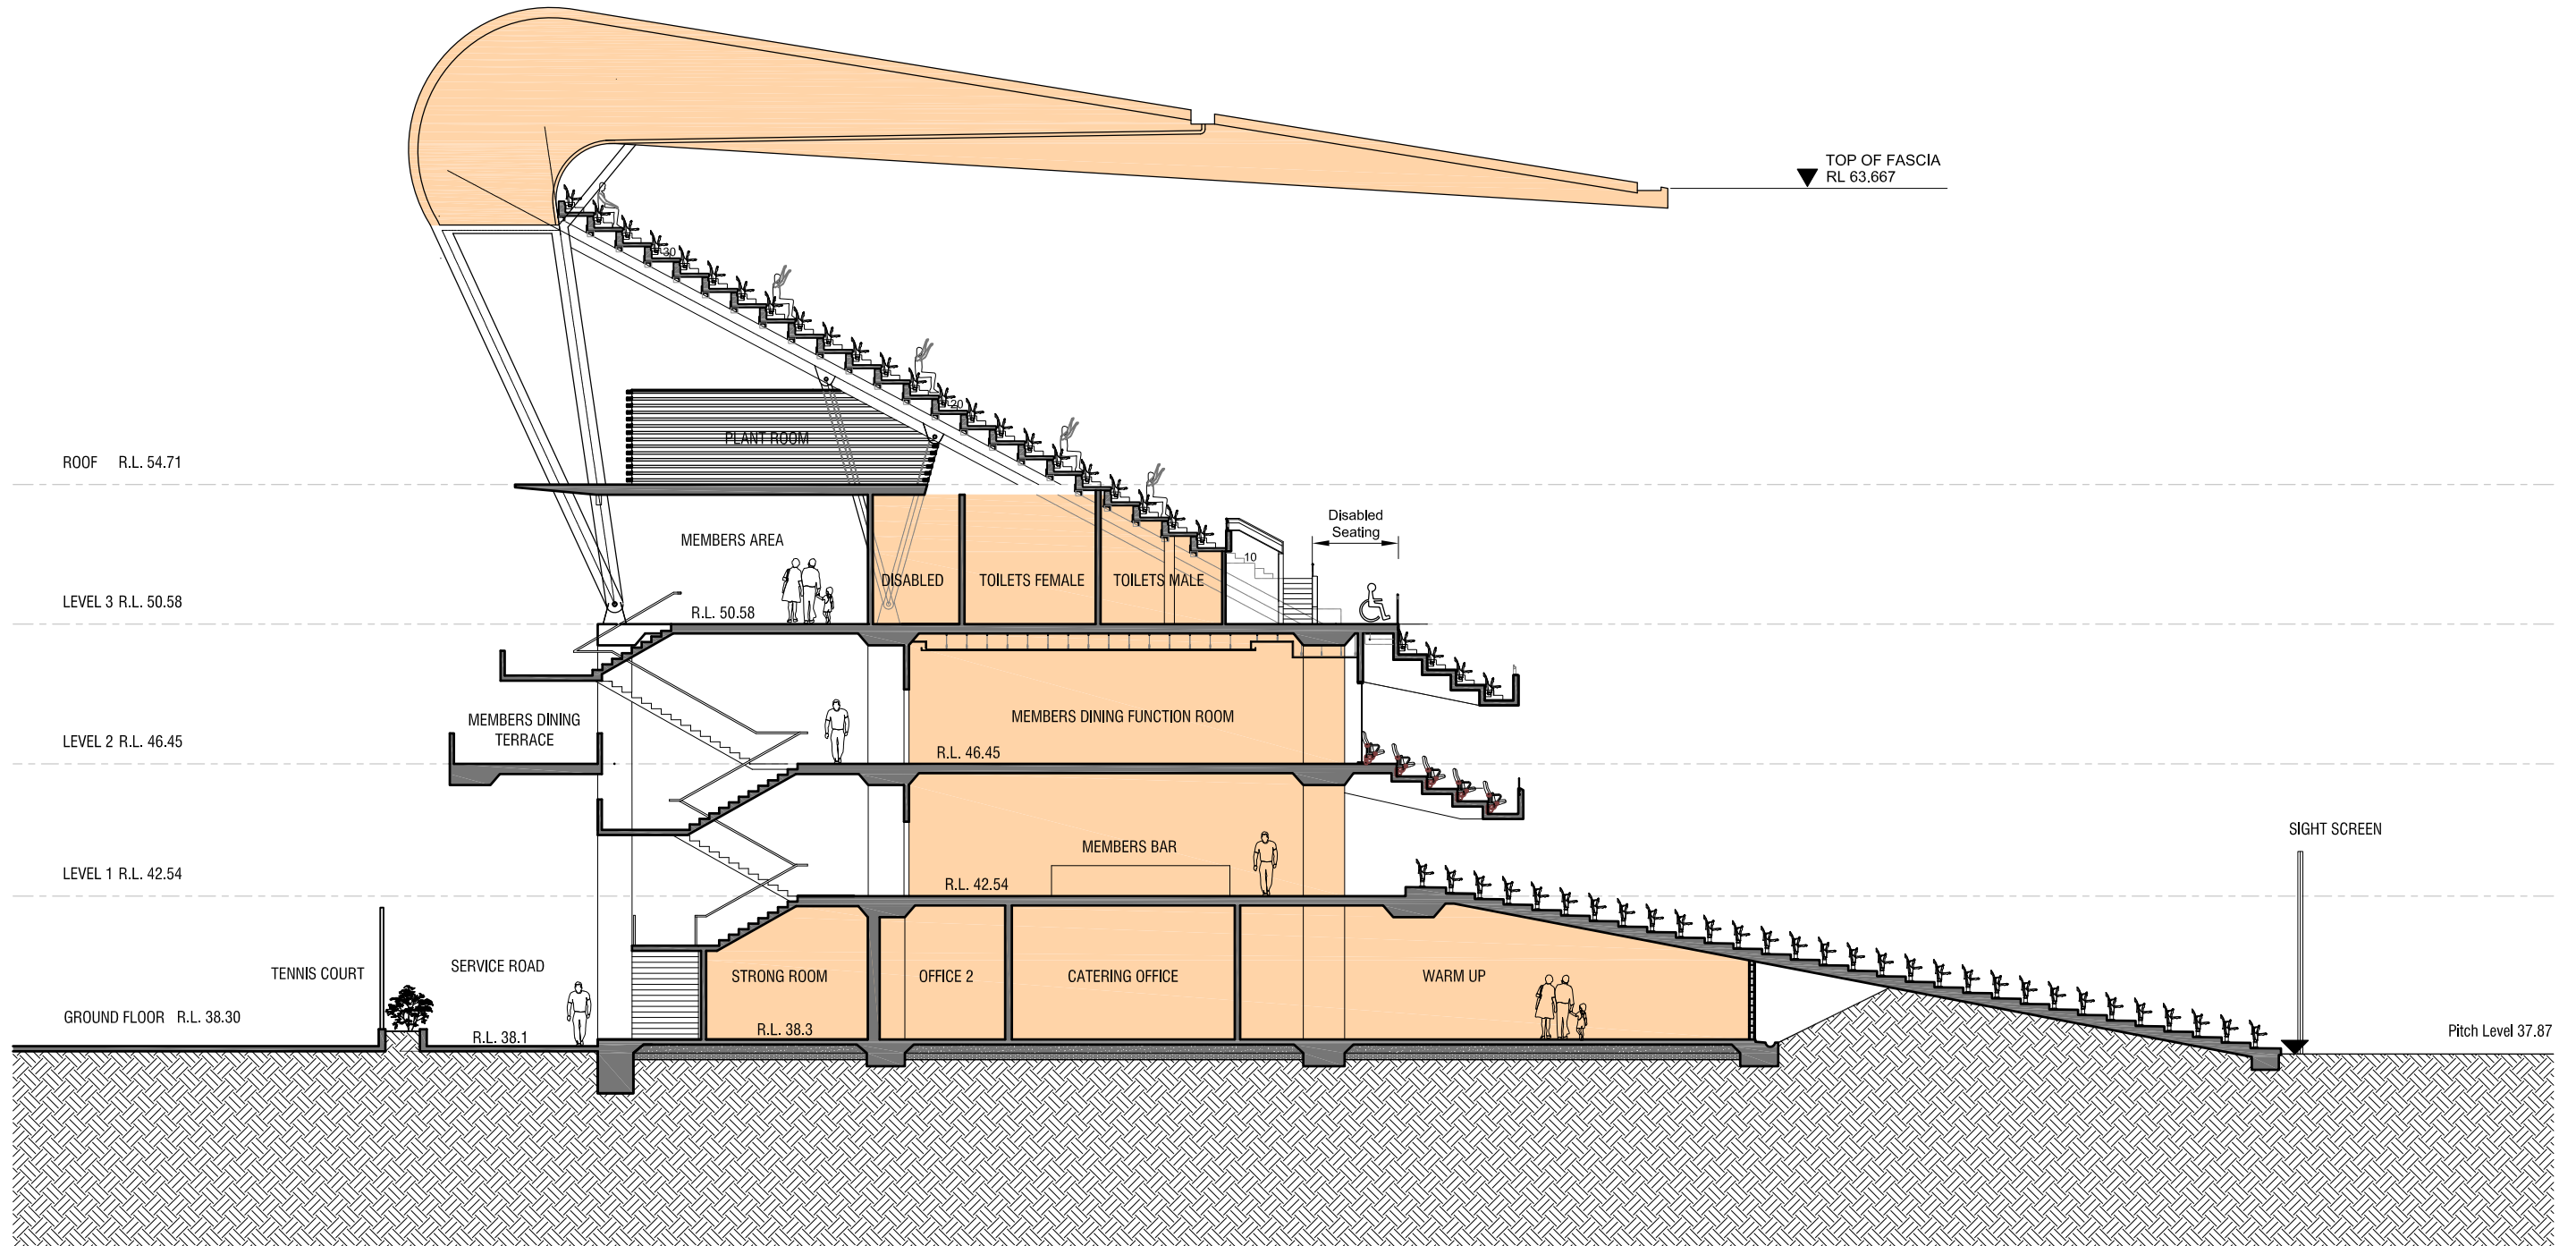 TOP OF FASCIA
RL 63.667
30
20
PLANT ROOM
ROOF R.L. 54.71
Disabled
Seating
MEMBERS AREA
10
DISABLED
TOILETS FEMALE
TOILETS MALE
LEVEL 3 R.L. 50.58
R.L. 50.58
MEMBERS DINING
TERRACE
MEMBERS DINING FUNCTION ROOM
LEVEL 2 R.L. 46.45
R.L. 46.45
SIGHT SCREEN
MEMBERS BAR
LEVEL 1 R.L. 42.54
R.L. 42.54
TENNIS COURT
SERVICE ROAD
STRONG ROOM
OFFICE 2
CATERING OFFICE
WARM UP
GROUND FLOOR R.L. 38.30
R.L. 38.1
R.L. 38.3
Pitch Level 37.87